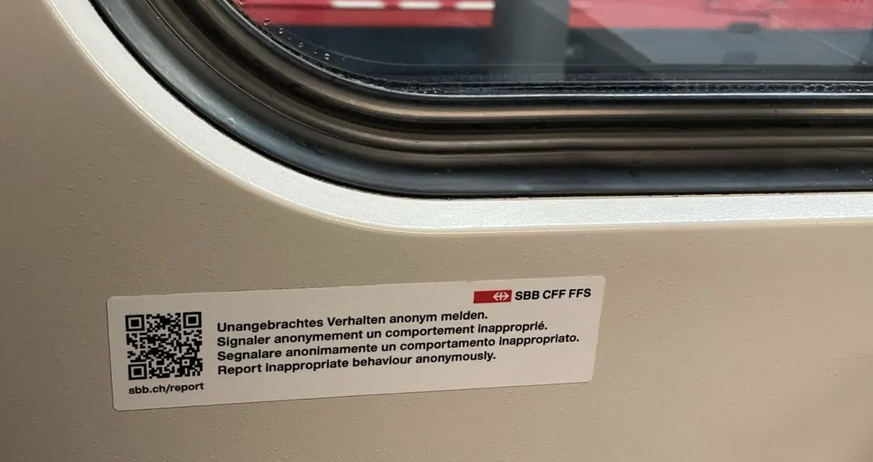 SBB CFF FFS
Unangebrachtes Verhalten anonym melden.
Signaler anonymement un comportement inapproprié.
Segnalare anonimamente un comportamento inappropriato.
Report inappropriate behaviour anonymously.
sbb.ch/report